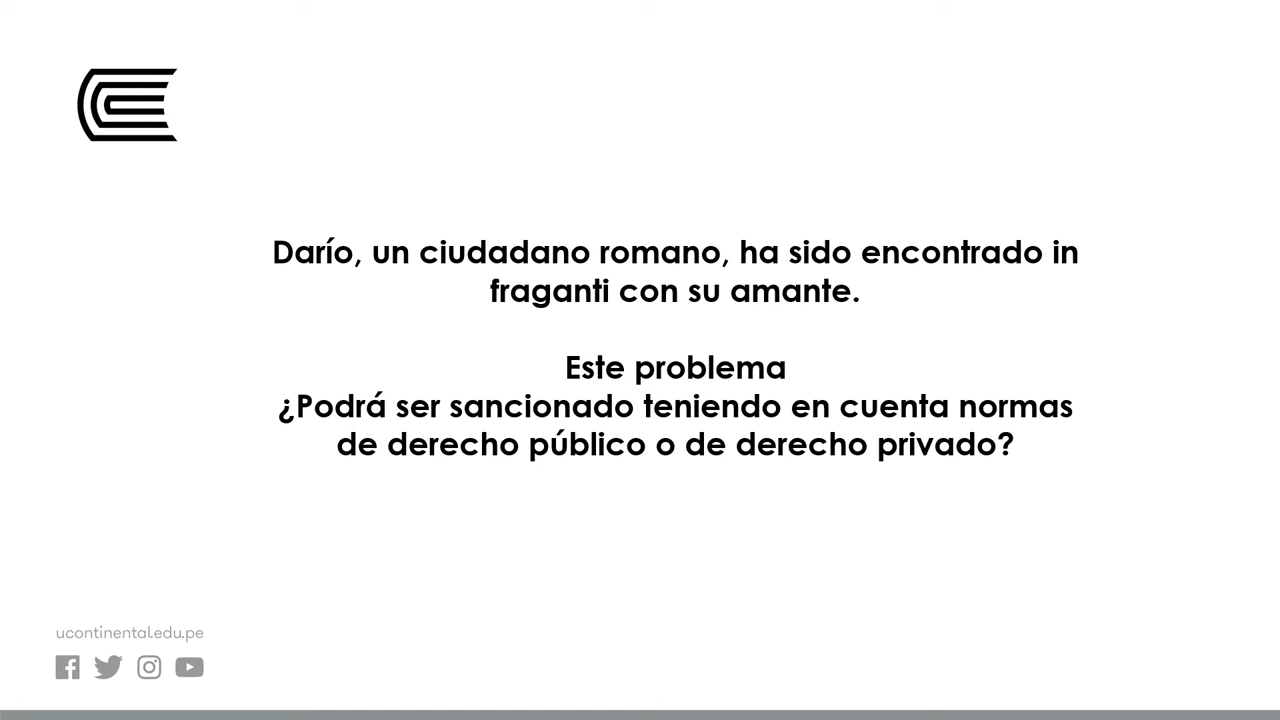 Darío, un ciudadano romano, ha sido encontrado in
fraganti con su amante.
Este problema
¿Podrá ser sancionado teniendo en cuenta normas
de derecho público o de derecho privado?
ucontinental.edu.pe